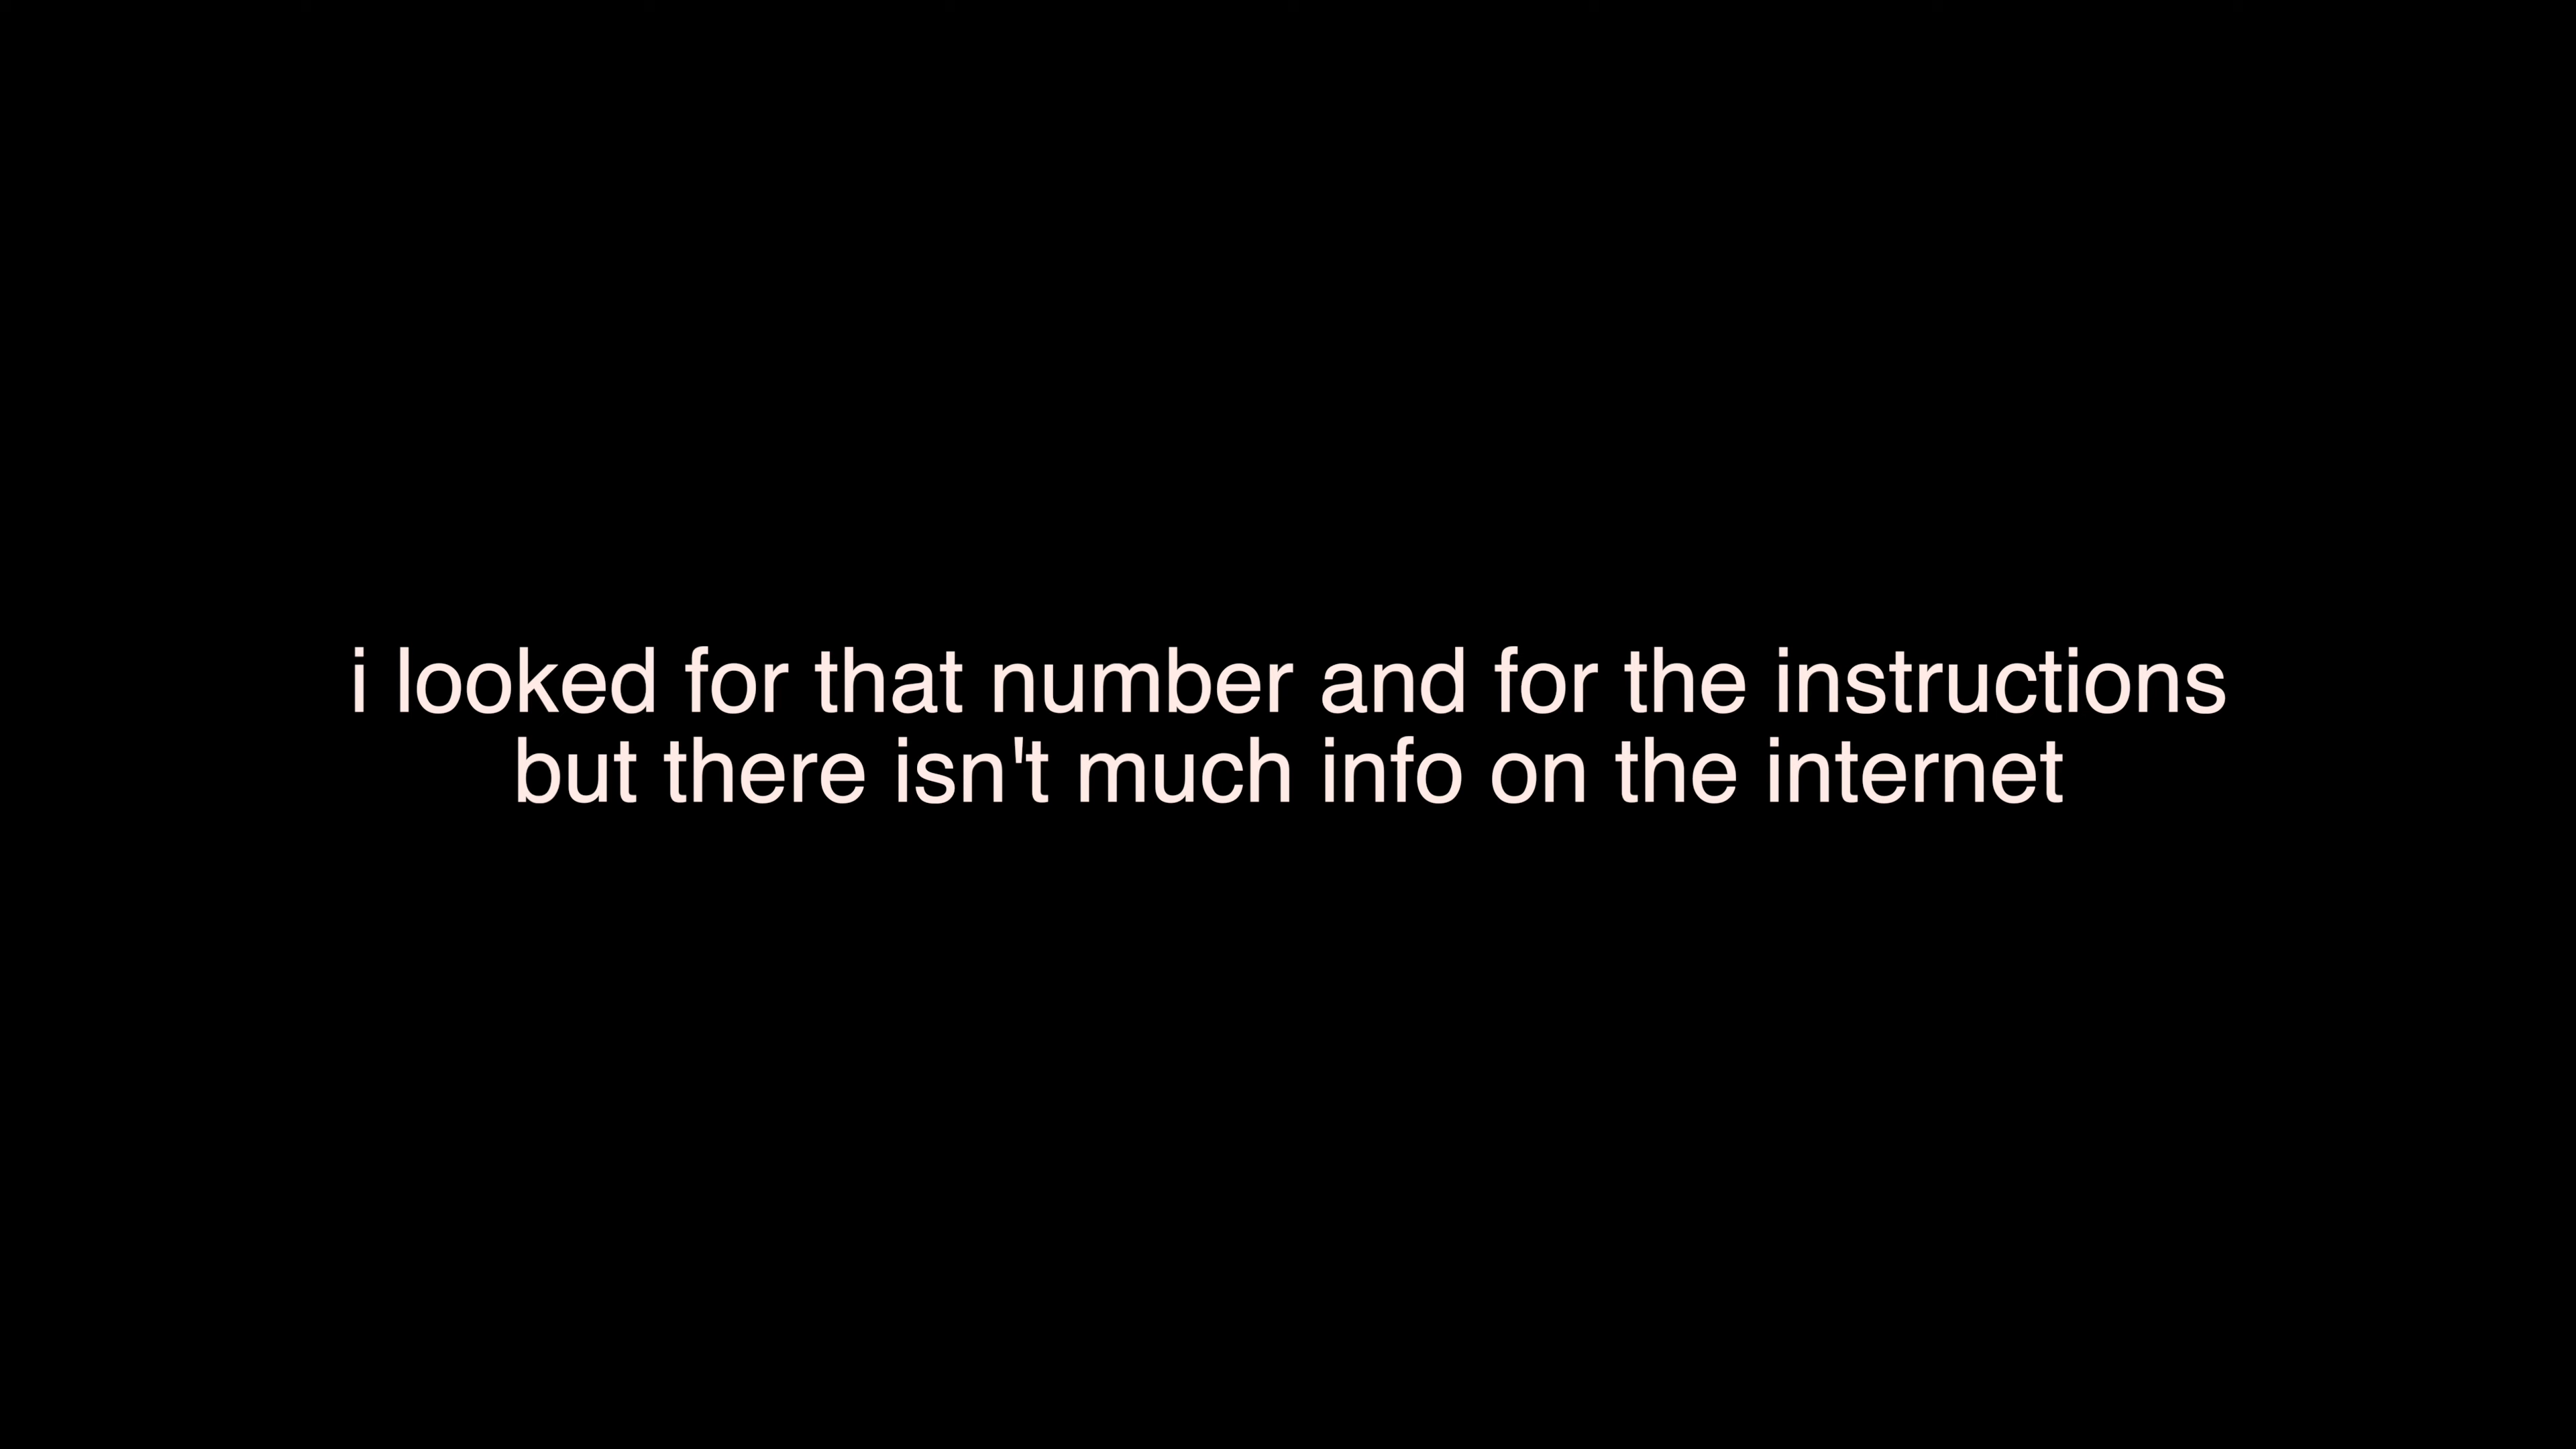 i looked for that number and for the instructions
but there isn't much info on the internet